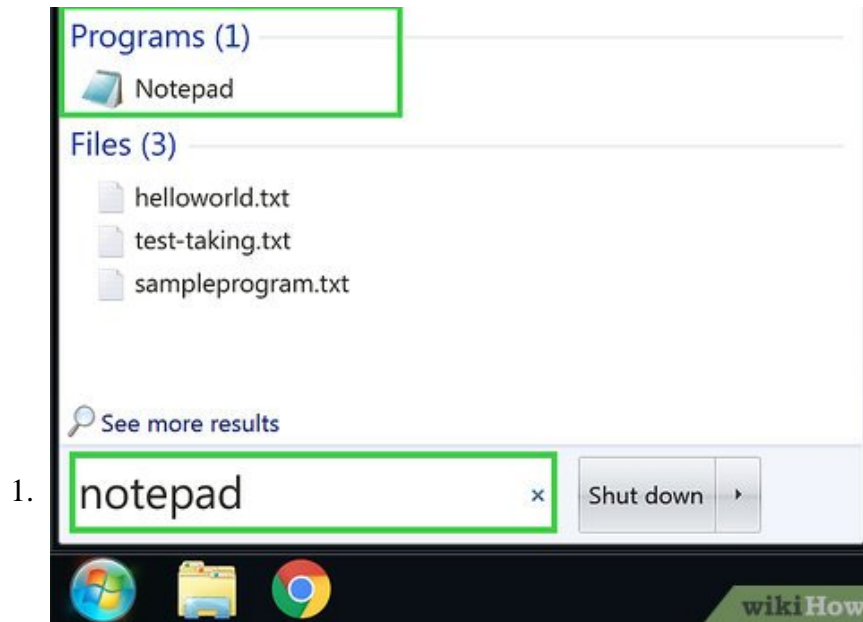 Programs (1)
Notepad
Files (3)
helloworld.txt
test-taking.txt
sampleprogram.txt
See more results
1.
notepad × Shut down
wikiHow